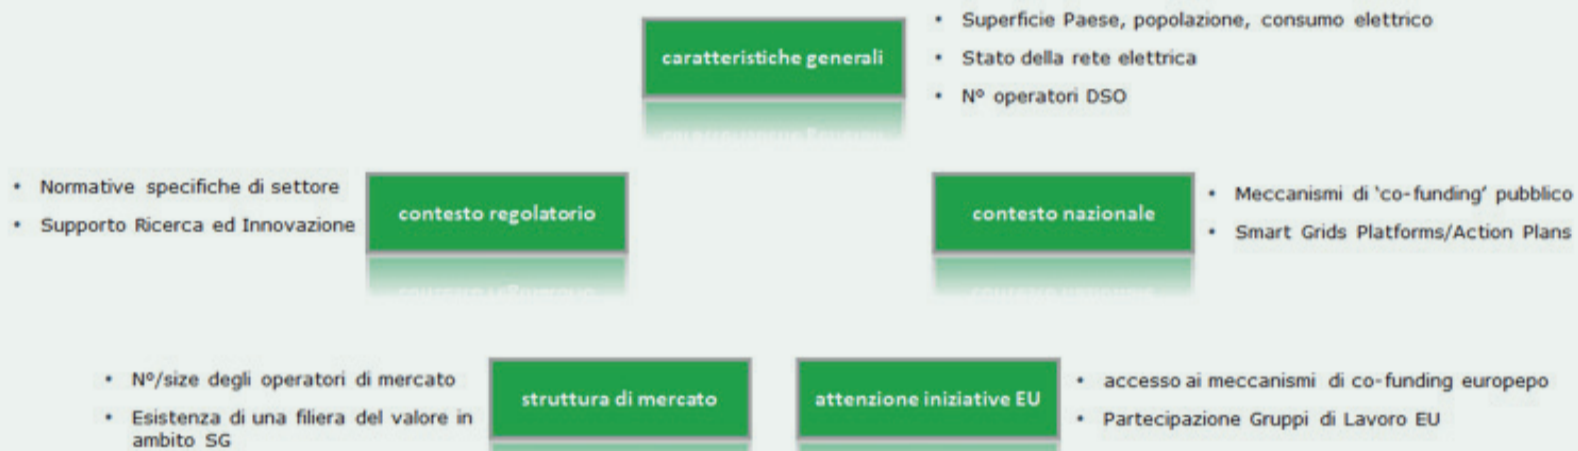 caratteristiche generali
• Superficie Paese, popolazione, consumo elettrico
• Stato della rete elettrica
• Nº operatori DSO
• Normative specifiche di settore
• Supporto Ricerca ed Innovazione
contesto regolatorio
contesto nazionale
• Meccanismi di 'co-funding' pubblico
• Smart Grids Platforms/Action Plans
• Nº/size degli operatori di mercato
• Esistenza di una filiera del valore in
ambito SG
struttura di mercato
attenzione iniziative EU
• accesso ai meccanismi di co-funding europepo
• Partecipazione Gruppi di Lavoro EU